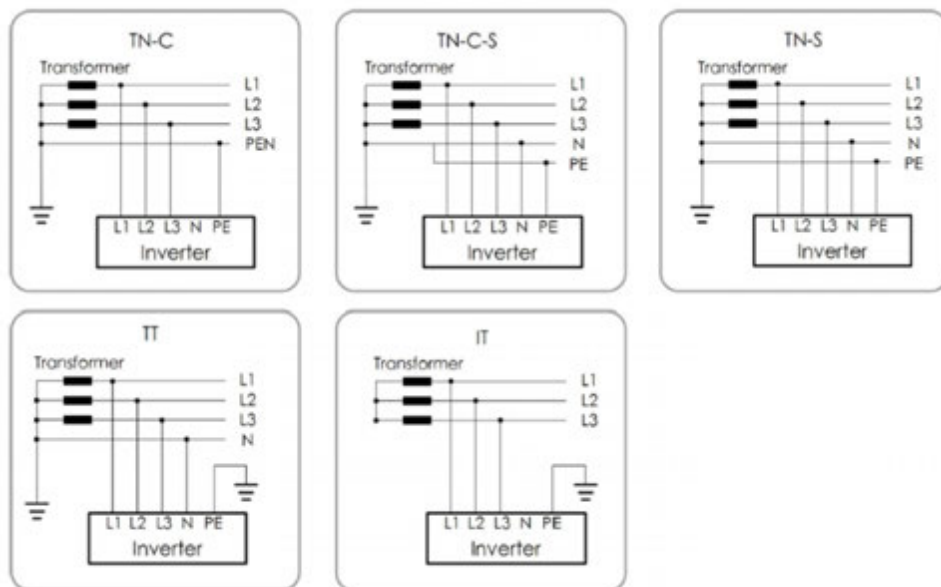 TN-C
Transformer
L1
L2
L3
PEN
L1 L2 L3 N PE
Inverter
TN-C-S
Transformer
L1
L2
L3
N
PE
L1 L2 L3 N PE
Inverter
TN-S
Transformer
L1
L2
L3
N
PE
L1 L2 L3 N PE
Inverter
TT
Transformer
L1
L2
L3
N
L1 L2 L3 N PE
Inverter
IT
Transformer
L1
L2
L3
L1 L2 L3 N PE
Inverter